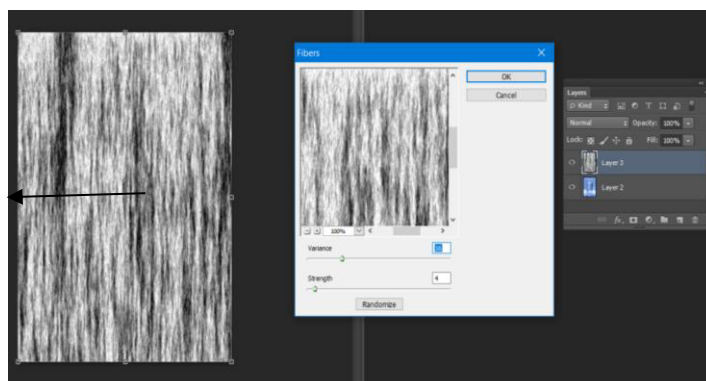 Fibers
OK
Cancel
100%
Variance
Strength
4
Randomize
Layers
Kind
Normal
Opacity: 100%
Lock:
Fill: 100%
Layer 3
Layer 2
fx